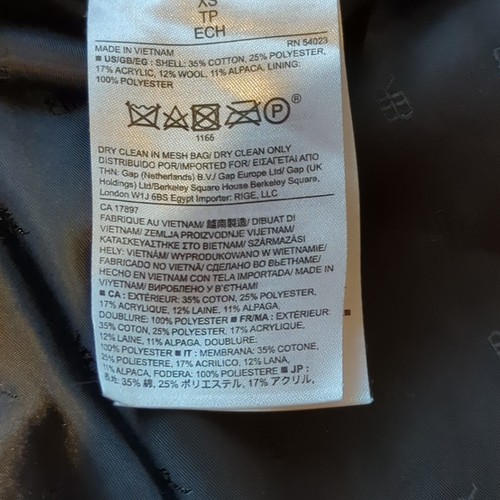 XS
TP
ECH
MADE IN VIETNAM RN 54023
■ US/GB/EG : SHELL: 35% COTTON, 25% POLYESTER,
17% ACRYLIC, 12% WOOL, 11% ALPACA, LINING:
100% POLYESTER
P ®
1166
DRY CLEAN IN MESH BAG/ DRY CLEAN ONLY
DISTRIBUIDO POR/IMPORTED FOR/ ΕΙΣΑΓΕΤΑΙ ΑΠΟ
THN: Gap (Netherlands) B.V./ Gap Europe Ltd/ Gap (UK
Holdings) Ltd/Berkeley Square House Berkeley Square,
London W1J 6BS Egypt Importer: RIGE, LLC
CA 17897
FABRIQUE AU VIETNAM/ 越南製造/ DIBUAT DI
VIETNAM/ ZEMLJA PROIZVODNJE VIJETNAM/
ΚΑΤΑΣΚΕΥΑΣΤΗΚΕ ΣΤΟ ΒΙΕΤΝΑΜ/ SZÁRMAZÁSI
HELY: VIETNÁM/ WYPRODUKOWANO W WIETNAMIE/
FABRICADO NO VIETNÃ/ СДЕЛАНО ВО ВЬЕТНАМЕ/
HECHO EN VIETNAM CON TELA IMPORTADA/ MADE IN
VIYETNAM/ ВИРОБЛЕНО У В'ЄТНАМІ
■ CA : EXTÉRIEUR: 35% COTON, 25% POLYESTER,
17% ACRYLIQUE, 12% LAINE, 11% ALPAGA,
DOUBLURE: 100% POLYESTER ■ FR/MA : EXTÉRIEUR:
35% COTON, 25% POLYESTER, 17% ACRYLIQUE,
12% LAINE, 11% ALPAGA, DOUBLURE:
100% POLYESTER ■ IT : MEMBRANA: 35% COTONE,
25% POLIESTERE, 17% ACRILICO, 12% LANA,
11% ALPACA, FODERA: 100% POLIESTERE ■ JP :
表地: 35% 綿, 25% ポリエステル, 17% アクリル,